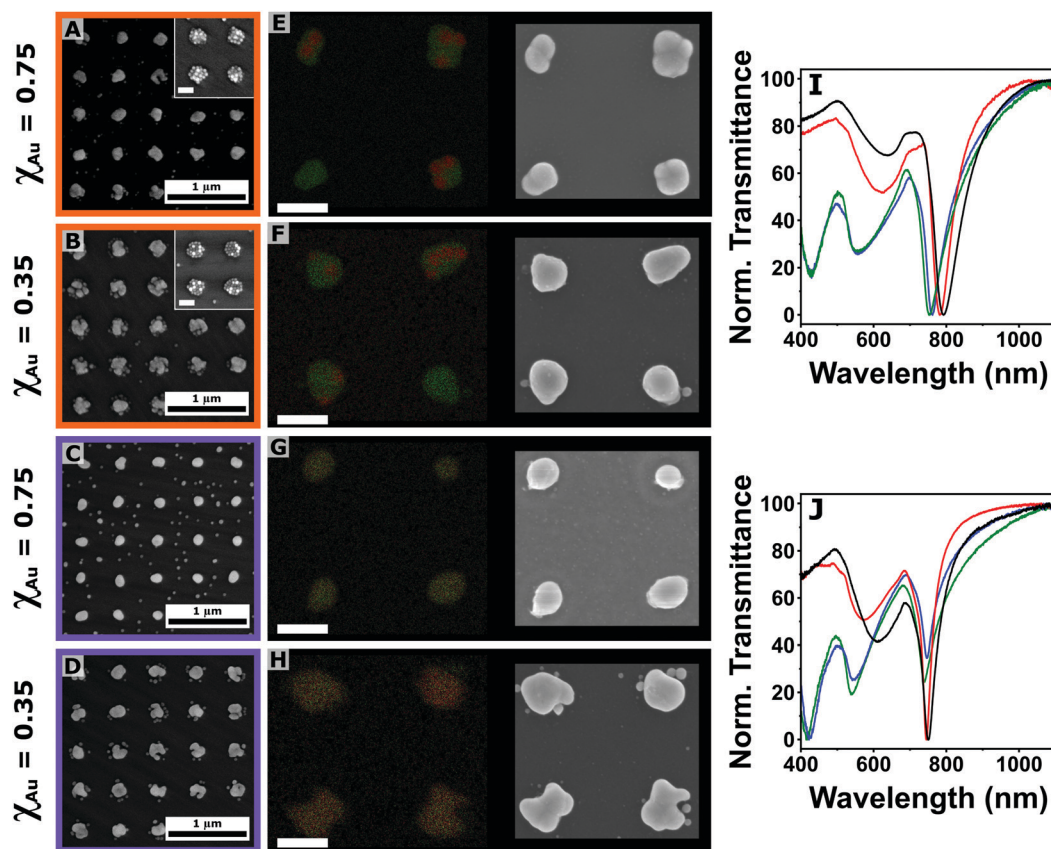 χAu = 0.75
A
1 μm
E
χAu = 0.35
B
1 μm
F
χAu = 0.75
C
1 μm
G
χAu = 0.35
D
1 μm
H
I
Norm. Transmittance
100
80
60
40
20
0
400 600 800 1000
Wavelength (nm)
J
Norm. Transmittance
100
80
60
40
20
0
400 600 800 1000
Wavelength (nm)